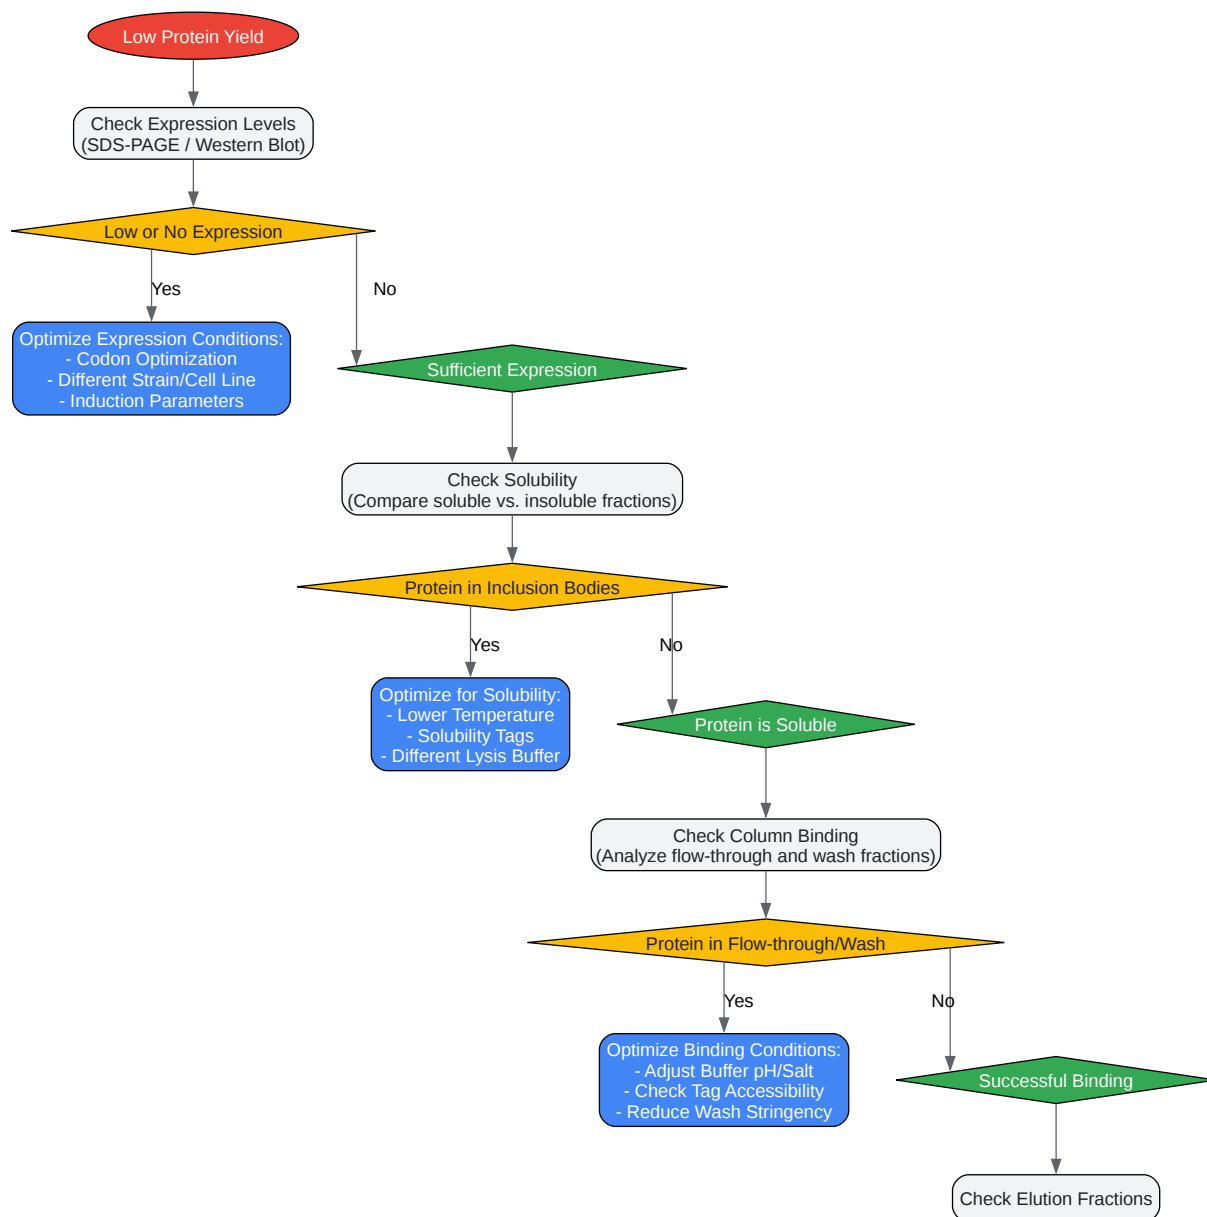 Low Protein Yield
Check Expression Levels
(SDS-PAGE / Western Blot)
Low or No Expression
Yes
No
Optimize Expression Conditions:
- Codon Optimization
- Different Strain/Cell Line
- Induction Parameters
Sufficient Expression
Check Solubility
(Compare soluble vs. insoluble fractions)
Protein in Inclusion Bodies
Yes
No
Optimize for Solubility:
- Lower Temperature
- Solubility Tags
- Different Lysis Buffer
Protein is Soluble
Check Column Binding
(Analyze flow-through and wash fractions)
Protein in Flow-through/Wash
Yes
No
Optimize Binding Conditions:
- Adjust Buffer pH/Salt
- Check Tag Accessibility
- Reduce Wash Stringency
Successful Binding
Check Elution Fractions